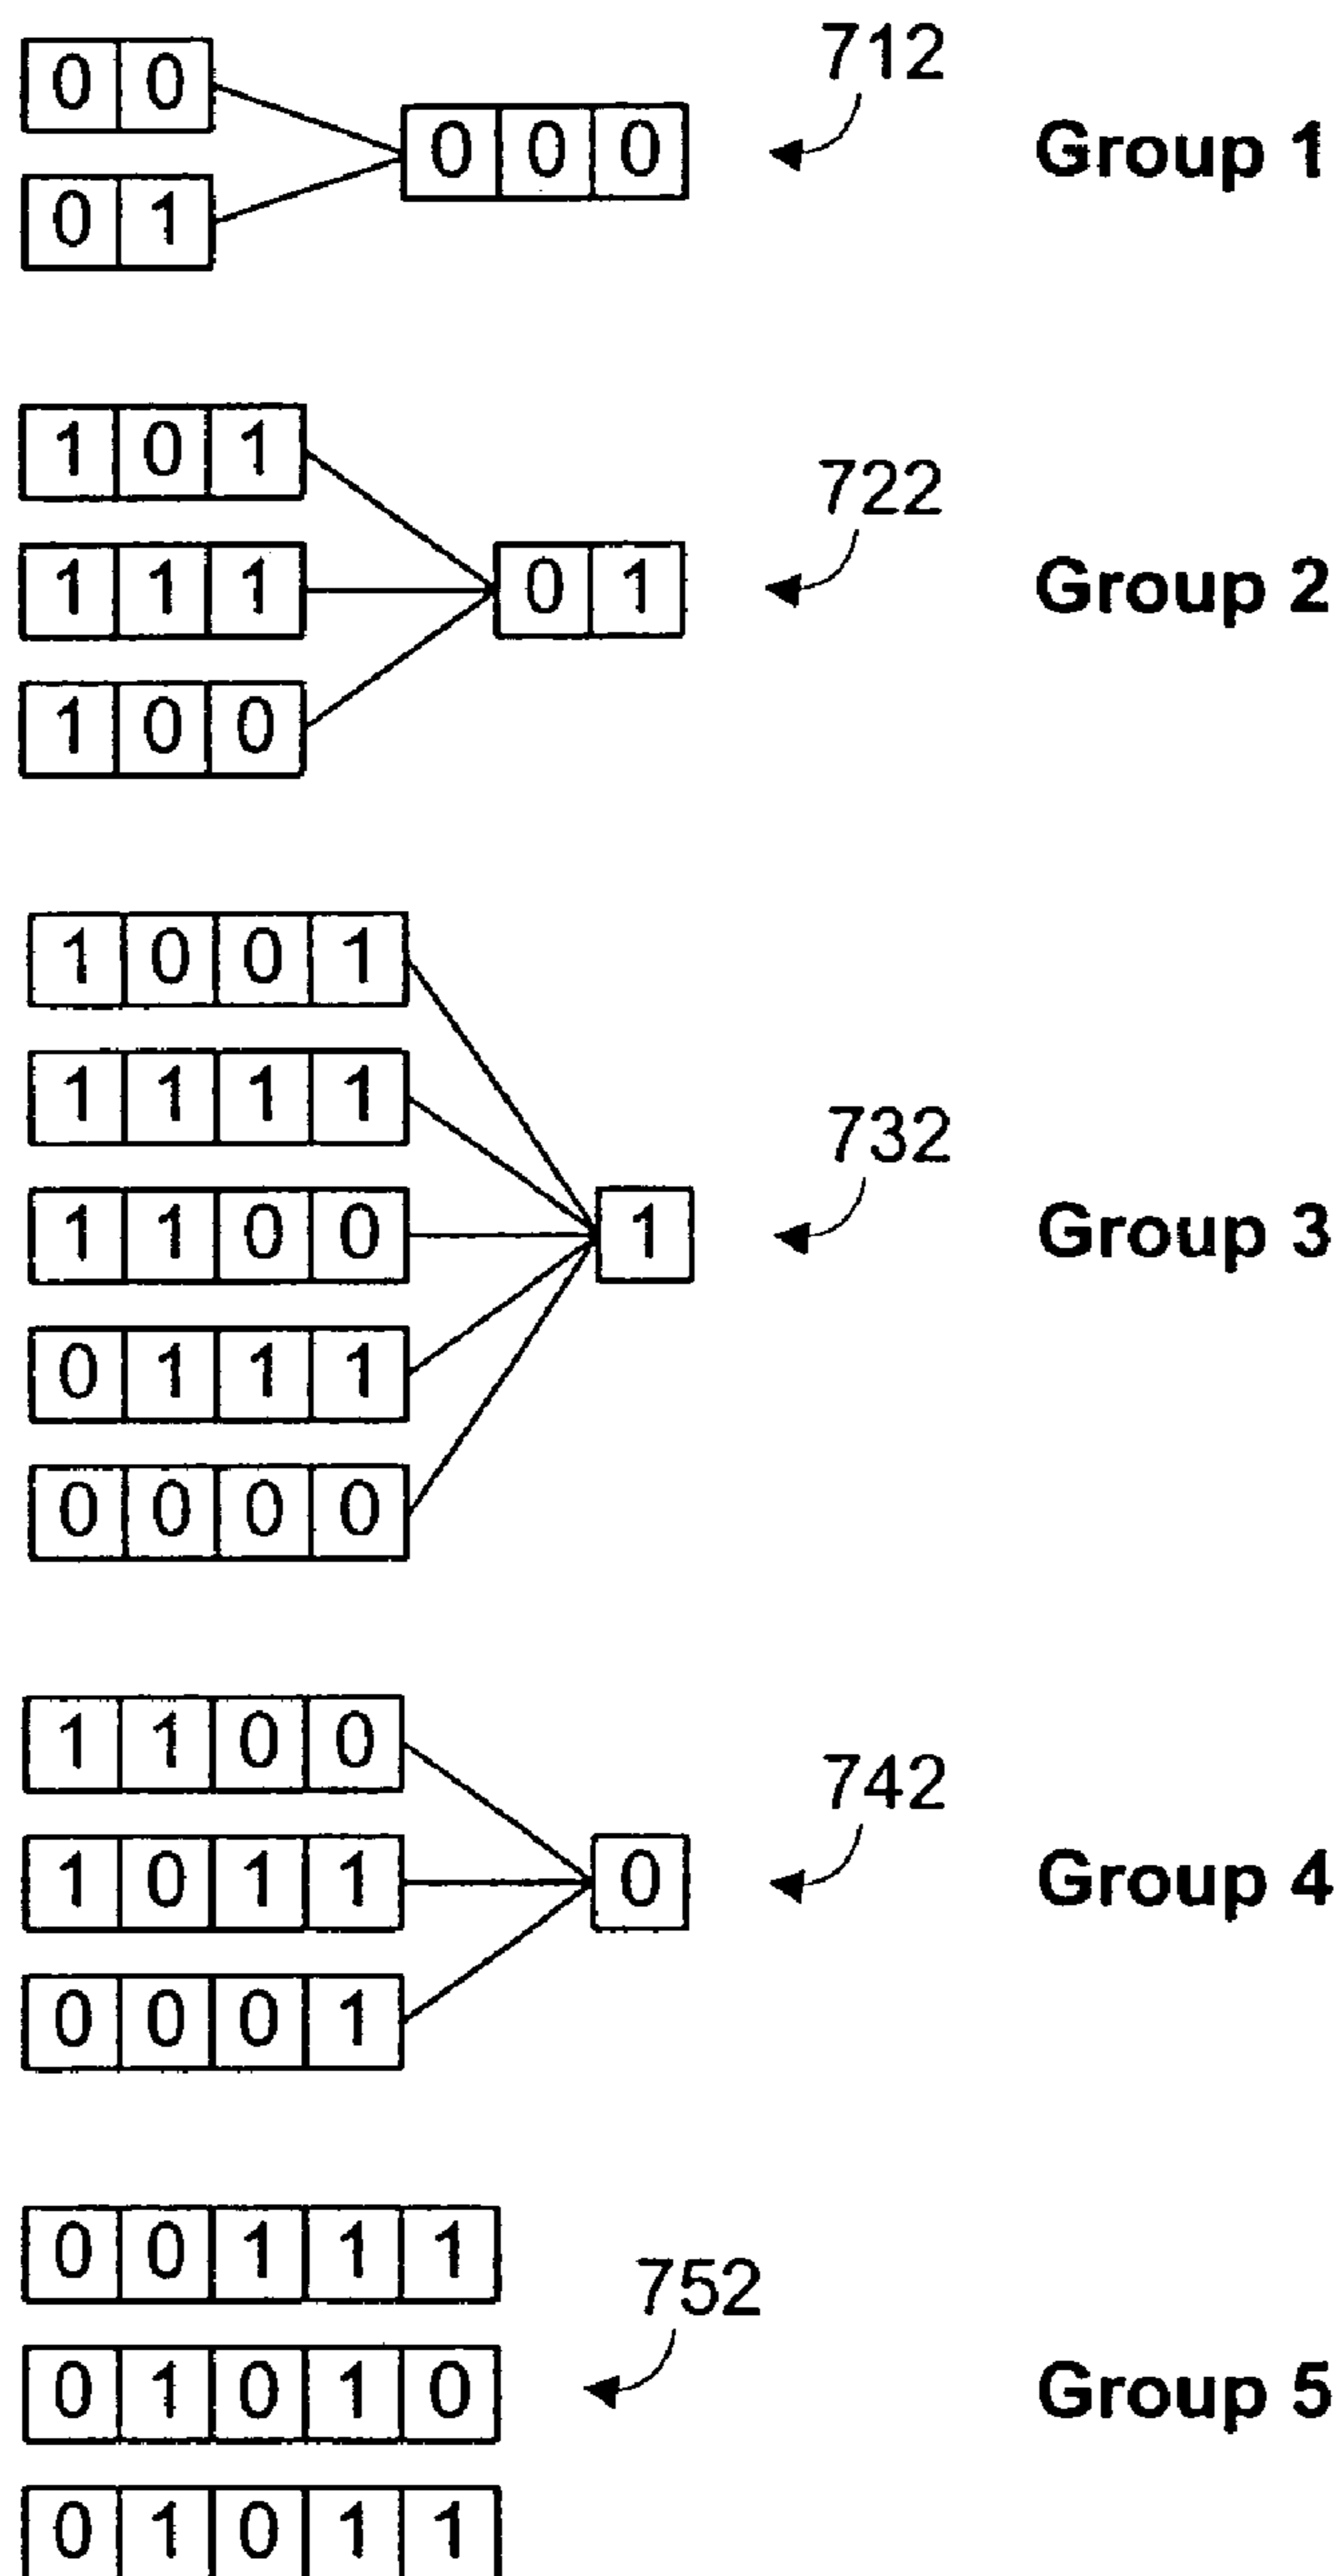 0 0
712
0 0 0
Group 1
0 1
1 0 1
722
1 1 1
0 1
Group 2
1 0 0
1 0 0 1
1 1 1 1
732
1 1 0 0
1
Group 3
0 1 1 1
0 0 0 0
1 1 0 0
742
1 0 1 1
0
Group 4
0 0 0 1
0 0 1 1 1
752
0 1 0 1 0
Group 5
0 1 0 1 1